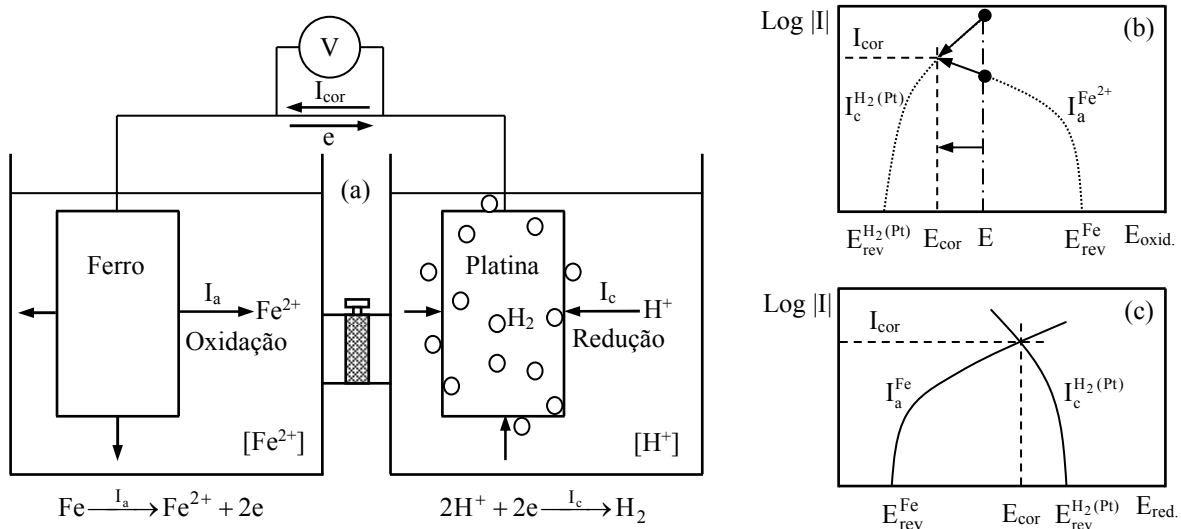 V
I_cor
e
(a)
Ferro
Platina
I_a
Fe²⁺
Oxidação
H₂
I_c
H⁺
Redução
[Fe²⁺]
[H⁺]
Fe —I_a→ Fe²⁺ + 2e
2H⁺ + 2e —I_c→ H₂
Log |I|
(b)
I_cor
I_c^H₂(Pt)
I_a^Fe²⁺
E_rev^H₂(Pt) E_cor E E_rev^Fe E_oxid.
Log |I|
(c)
I_cor
I_a^Fe
I_c^H₂(Pt)
E_rev^Fe E_cor E_rev^H₂(Pt) E_red.